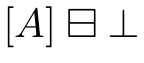 [A] ⊟ ⊥